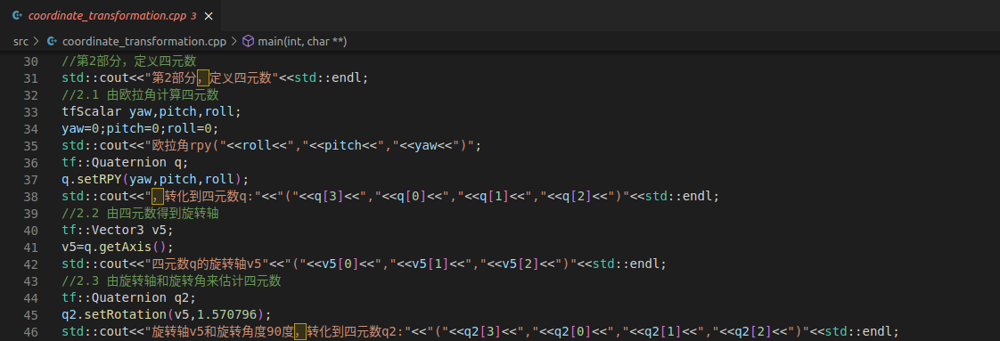 coordinate_transformation.cpp 3 ×
src > coordinate_transformation.cpp > main(int, char **)
30 //第2部分，定义四元数
31 std::cout<<"第2部分，定义四元数"<<std::endl;
32 //2.1 由欧拉角计算四元数
33 tfScalar yaw,pitch,roll;
34 yaw=0;pitch=0;roll=0;
35 std::cout<<"欧拉角rpy("<<roll<<","<<pitch<<","<<yaw<<")";
36 tf::Quaternion q;
37 q.setRPY(yaw,pitch,roll);
38 std::cout<<"，转化到四元数q:"<<"("<<q[3]<<","<<q[0]<<","<<q[1]<<","<<q[2]<<")"<<std::endl;
39 //2.2 由四元数得到旋转轴
40 tf::Vector3 v5;
41 v5=q.getAxis();
42 std::cout<<"四元数q的旋转轴v5"<<"("<<v5[0]<<","<<v5[1]<<","<<v5[2]<<")"<<std::endl;
43 //2.3 由旋转轴和旋转角来估计四元数
44 tf::Quaternion q2;
45 q2.setRotation(v5,1.570796);
46 std::cout<<"旋转轴v5和旋转角度90度，转化到四元数q2:"<<"("<<q2[3]<<","<<q2[0]<<","<<q2[1]<<","<<q2[2]<<")"<<std::endl;